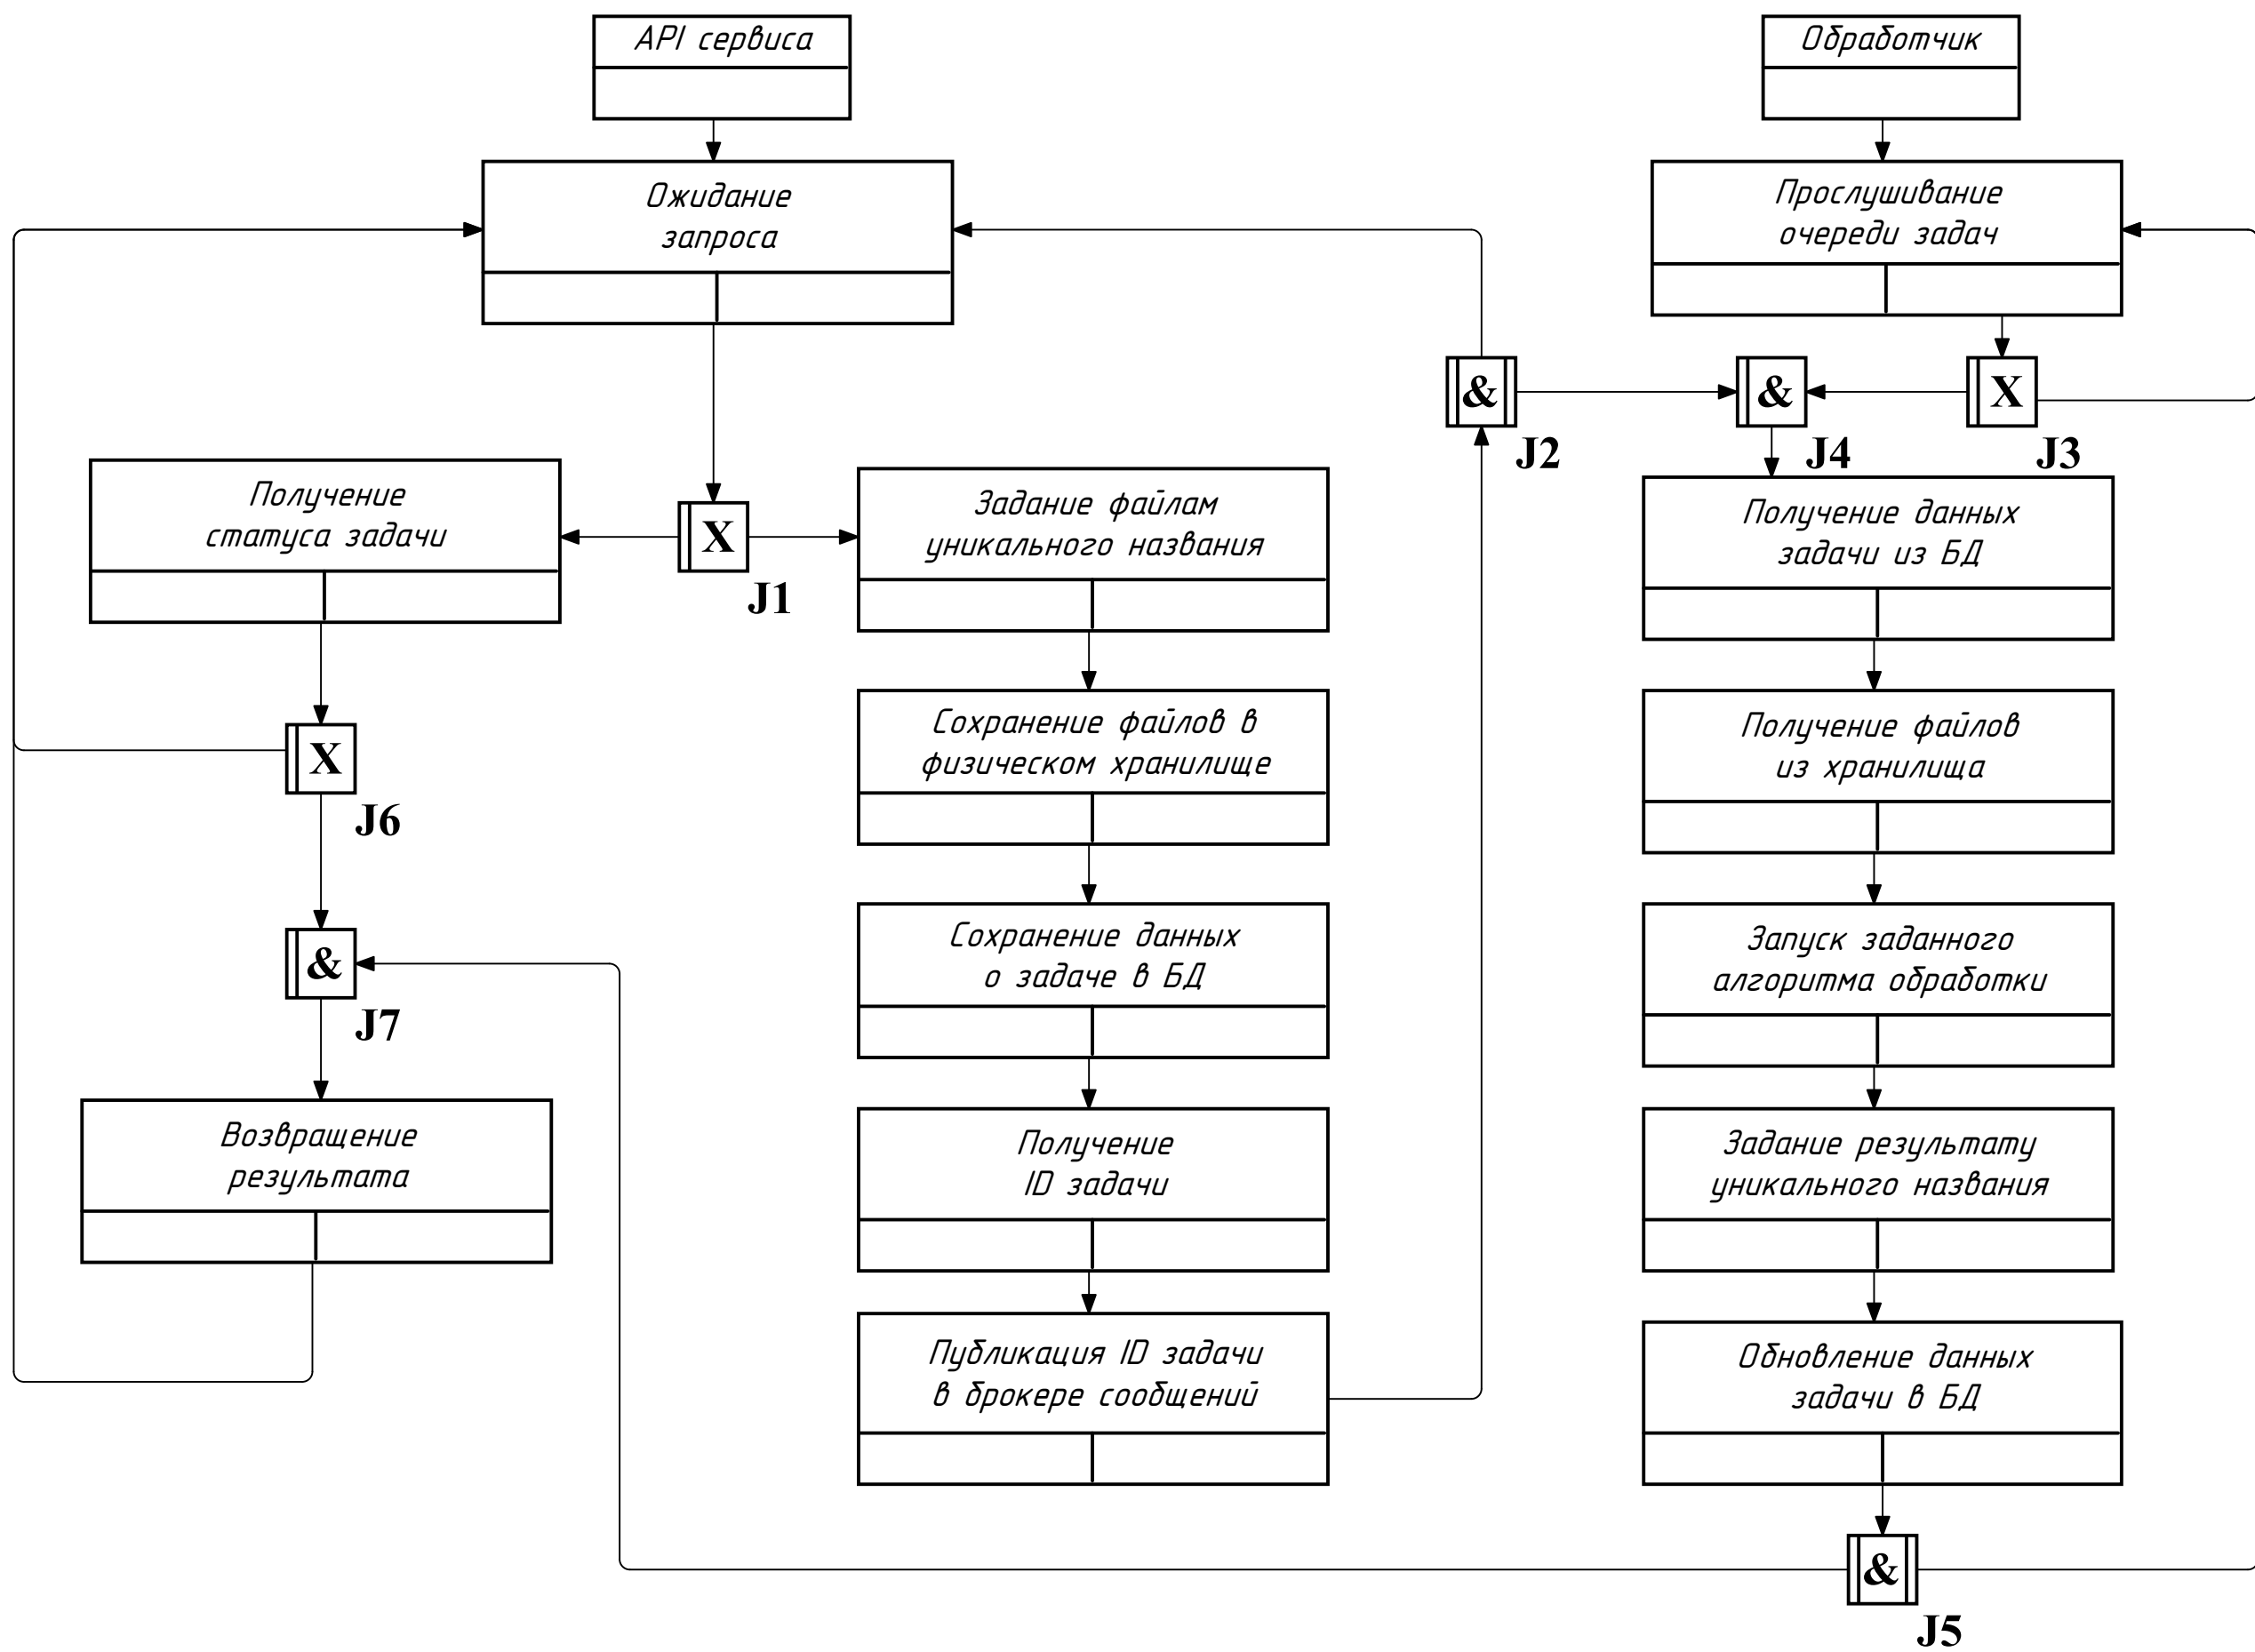 API сервиса
Обработчик
Ожидание
запроса
Прослушивание
очереди задач
&
&
X
J2
J4
J3
Получение
статуса задачи
X
J1
Задание файлам
уникального названия
Получение данных
задачи из БД
X
J6
Сохранение файлов в
физическом хранилище
Получение файлов
из хранилища
&
J7
Сохранение данных
о задаче в БД
Запуск заданного
алгоритма обработки
Возвращение
результата
Получение
ID задачи
Задание результату
уникального названия
Публикация ID задачи
в брокере сообщений
Обновление данных
задачи в БД
&
J5